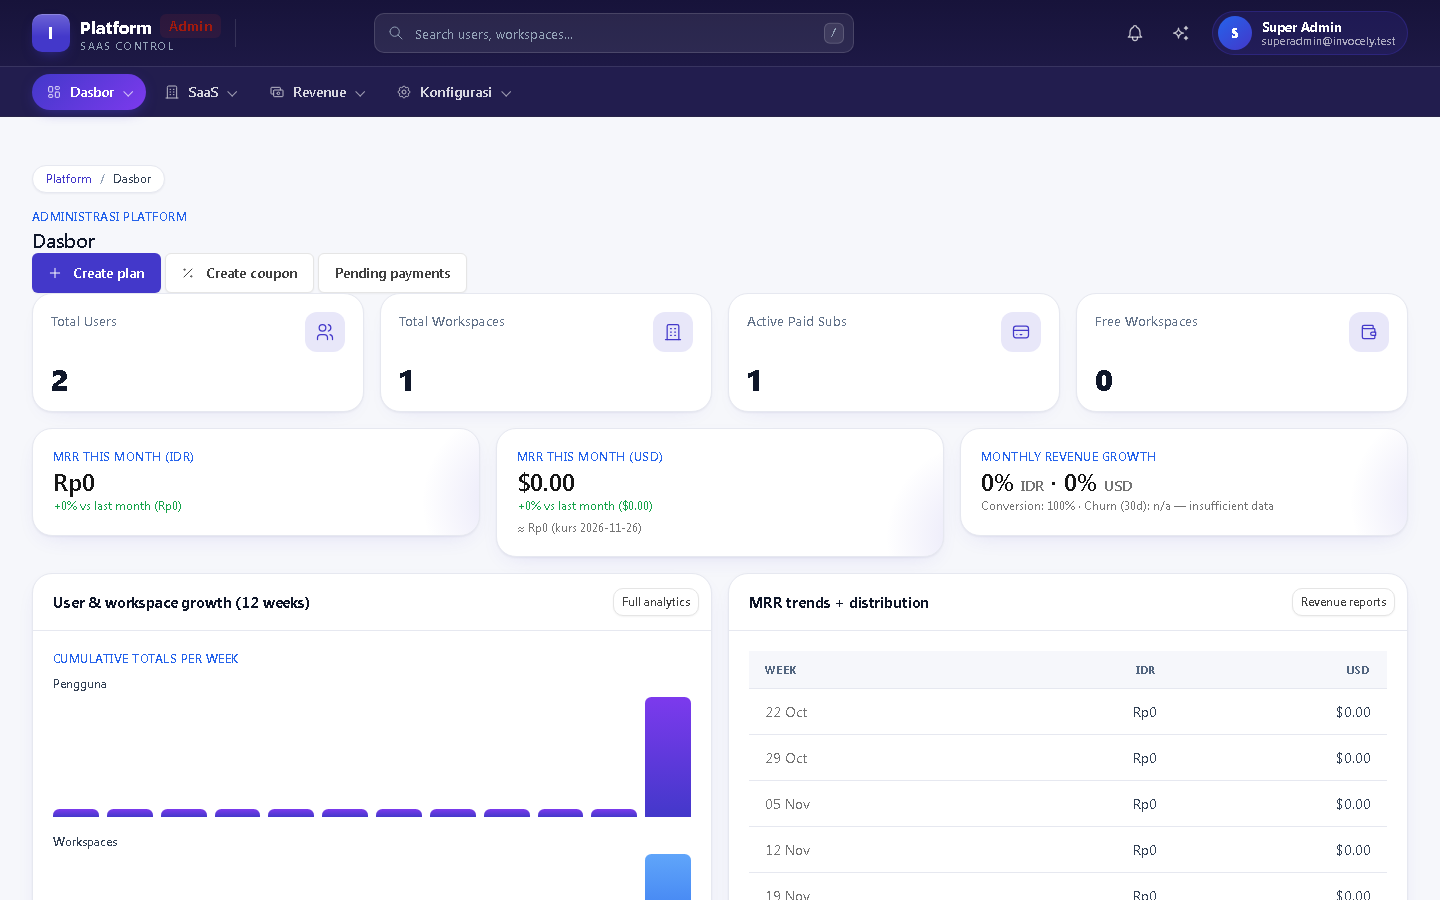 I
Platform Admin
SAAS CONTROL
Search users, workspaces... /
S
Super Admin
superadmin@invocely.test
Dasbor
SaaS
Revenue
Konfigurasi
Platform / Dasbor
ADMINISTRASI PLATFORM
Dasbor
Create plan
Create coupon
Pending payments
Total Users
2
Total Workspaces
1
Active Paid Subs
1
Free Workspaces
0
MRR THIS MONTH (IDR)
Rp0
+0% vs last month (Rp0)
MRR THIS MONTH (USD)
$0.00
+0% vs last month ($0.00)
≈ Rp0 (kurs 2026-11-26)
MONTHLY REVENUE GROWTH
0% IDR · 0% USD
Conversion: 100% · Churn (30d): n/a — insufficient data
User & workspace growth (12 weeks)
Full analytics
CUMULATIVE TOTALS PER WEEK
Pengguna
Workspaces
MRR trends + distribution
Revenue reports
WEEK IDR USD
22 Oct Rp0 $0.00
29 Oct Rp0 $0.00
05 Nov Rp0 $0.00
12 Nov Rp0 $0.00
19 Nov Rp0 $0.00